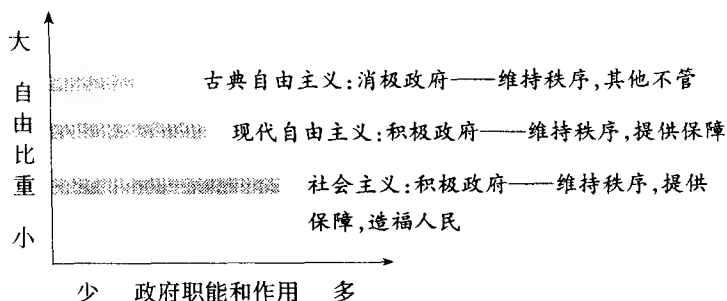 大
自由比重
小
古典自由主义:消极政府——维持秩序,其他不管
现代自由主义:积极政府——维持秩序,提供保障
社会主义:积极政府——维持秩序,提供
保障,造福人民
少 政府职能和作用 多